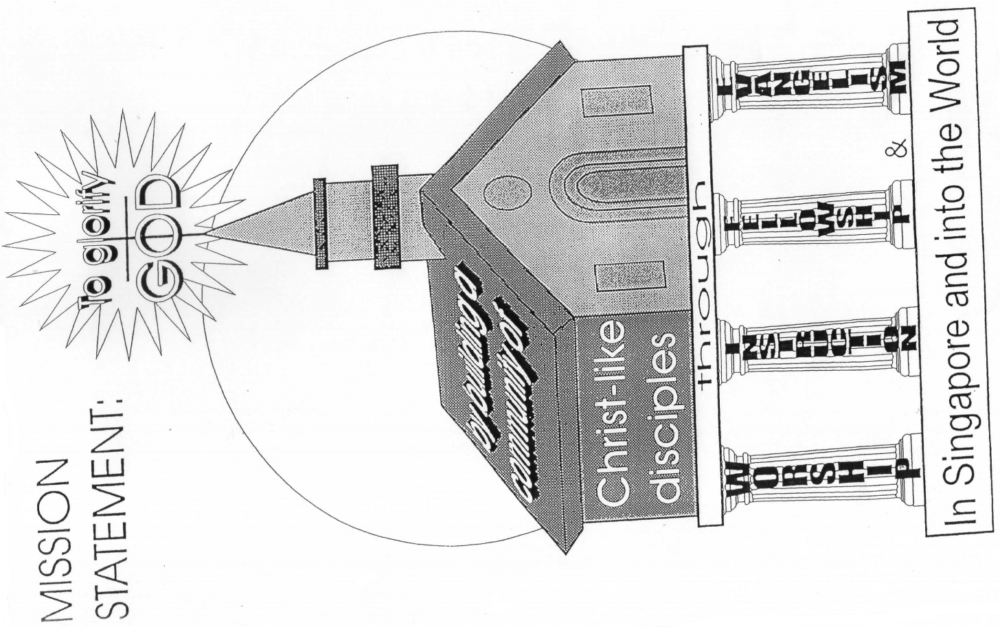 MISSION
STATEMENT:
To glorify
GOD
by building a
community of
Christ-like
disciples
through
WORSHIP
INSTRUCTION
FELLOWSHIP
&
EVANGELISM
In Singapore and into the World